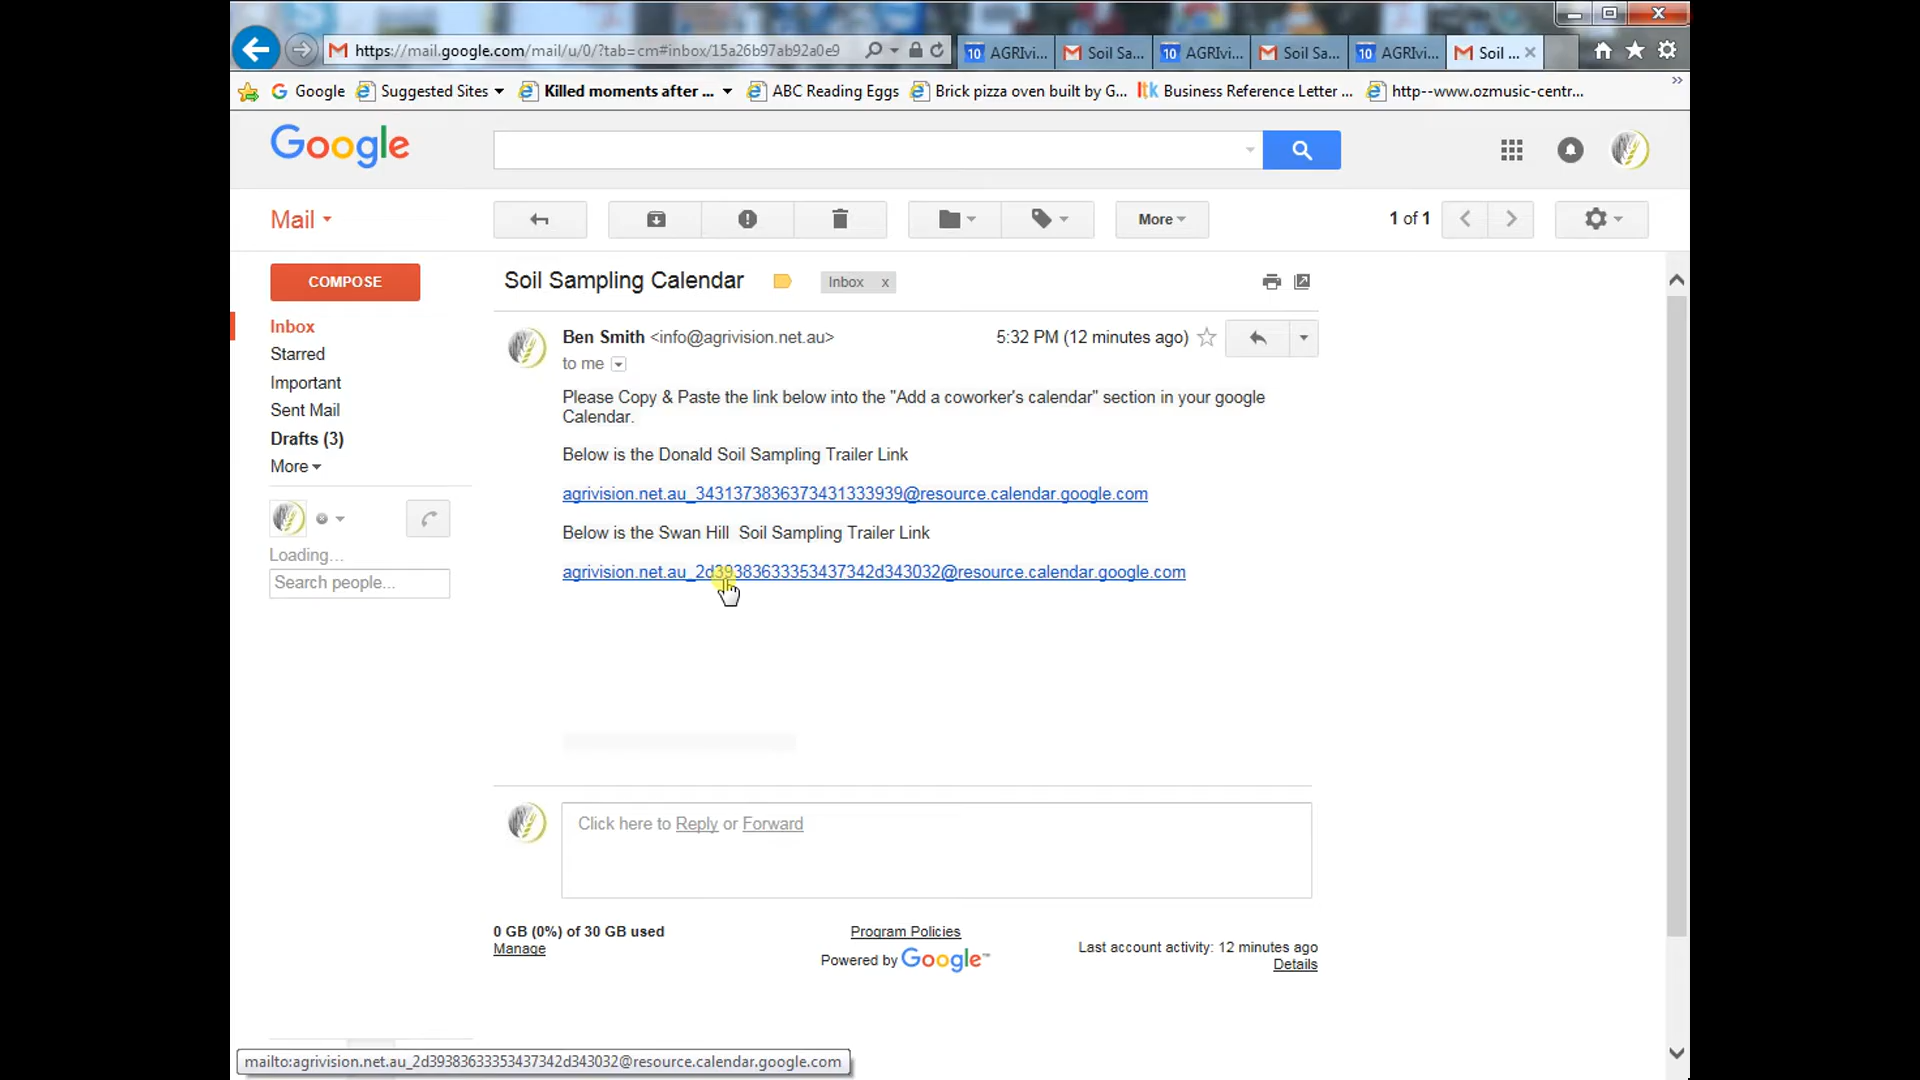 https://mail.google.com/mail/u/0/?tab=cm#inbox/15a26b97ab92a0e9
10 AGRIvi...
Soil Sa...
10 AGRIvi...
Soil Sa...
10 AGRIvi...
Soil ...
Google
Suggested Sites
Killed moments after ...
ABC Reading Eggs
Brick pizza oven built by G...
ltk Business Reference Letter ...
http--www.ozmusic-centr...
Google
Mail
More
1 of 1
COMPOSE
Soil Sampling Calendar
Inbox x
Inbox
Starred
Important
Sent Mail
Drafts (3)
More
Loading...
Search people...
Ben Smith <info@agrivision.net.au>
5:32 PM (12 minutes ago)
to me
Please Copy & Paste the link below into the "Add a coworker's calendar" section in your google
Calendar.
Below is the Donald Soil Sampling Trailer Link
agrivision.net.au_3431373836373431333939@resource.calendar.google.com
Below is the Swan Hill  Soil Sampling Trailer Link
agrivision.net.au_2d39383633353437342d343032@resource.calendar.google.com
Click here to Reply or Forward
0 GB (0%) of 30 GB used
Manage
Program Policies
Powered by Google™
Last account activity: 12 minutes ago
Details
mailto:agrivision.net.au_2d39383633353437342d343032@resource.calendar.google.com